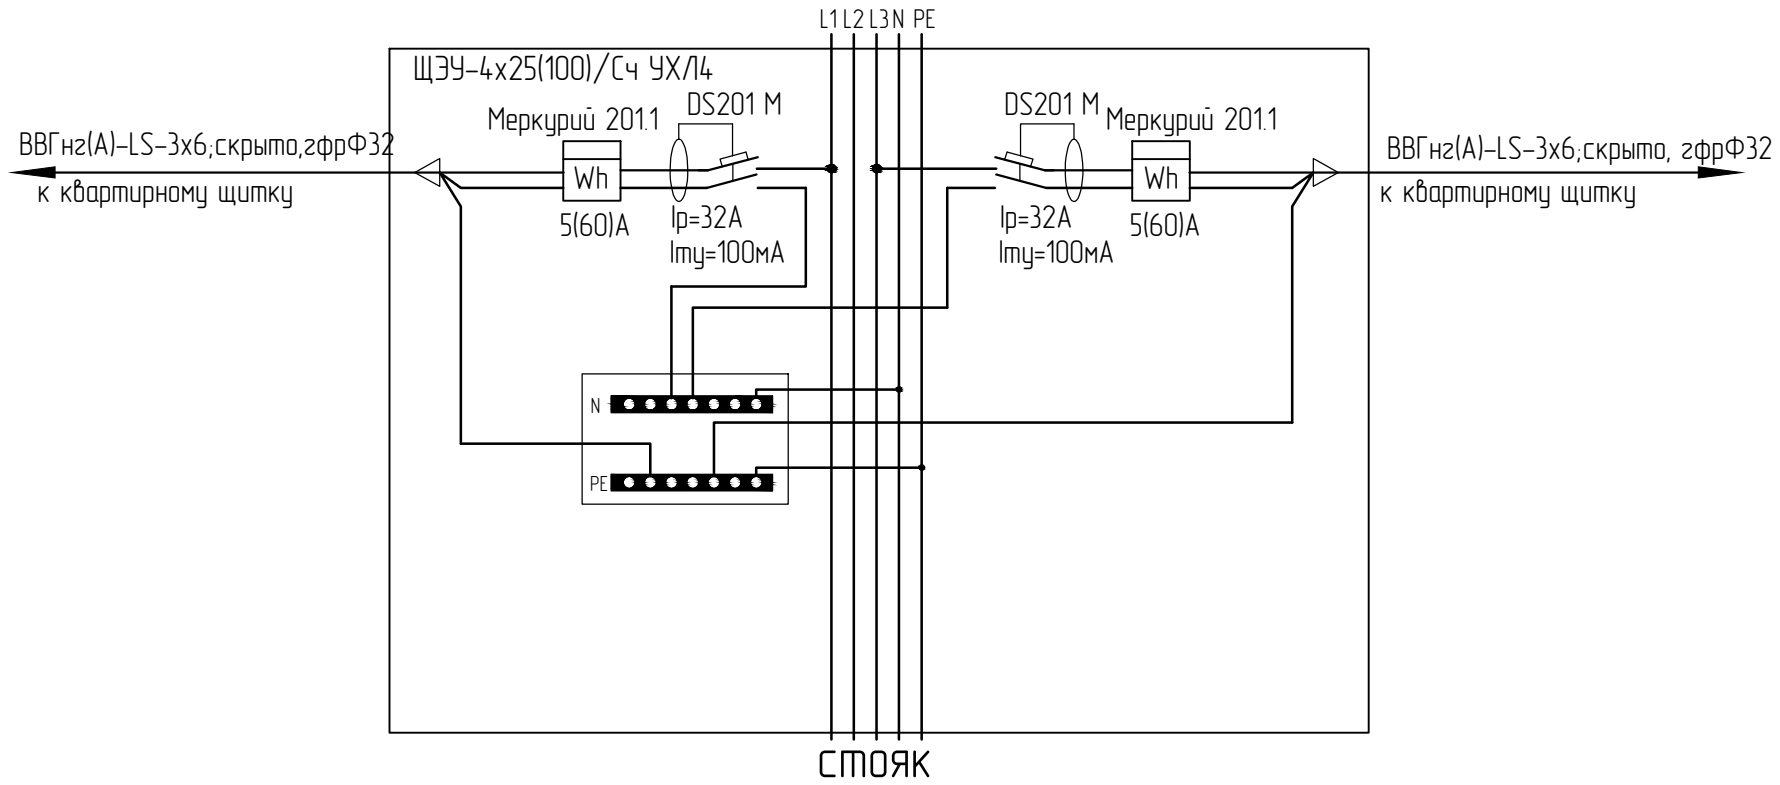 L1 L2 L3 N PE
ЩЭУ-4х25(100)/Сч УХЛ4
DS201 М
DS201 М
Меркурий 201.1
Меркурий 201.1
ВВГнг(А)-LS-3х6;скрыто,гфрФ32
ВВГнг(А)-LS-3х6;скрыто, гфрФ32
Wh
Wh
к квартирному щитку
к квартирному щитку
5(60)А
Iр=32А
Iр=32А
5(60)А
Iту=100мА
Iту=100мА
N
PE
СТОЯК